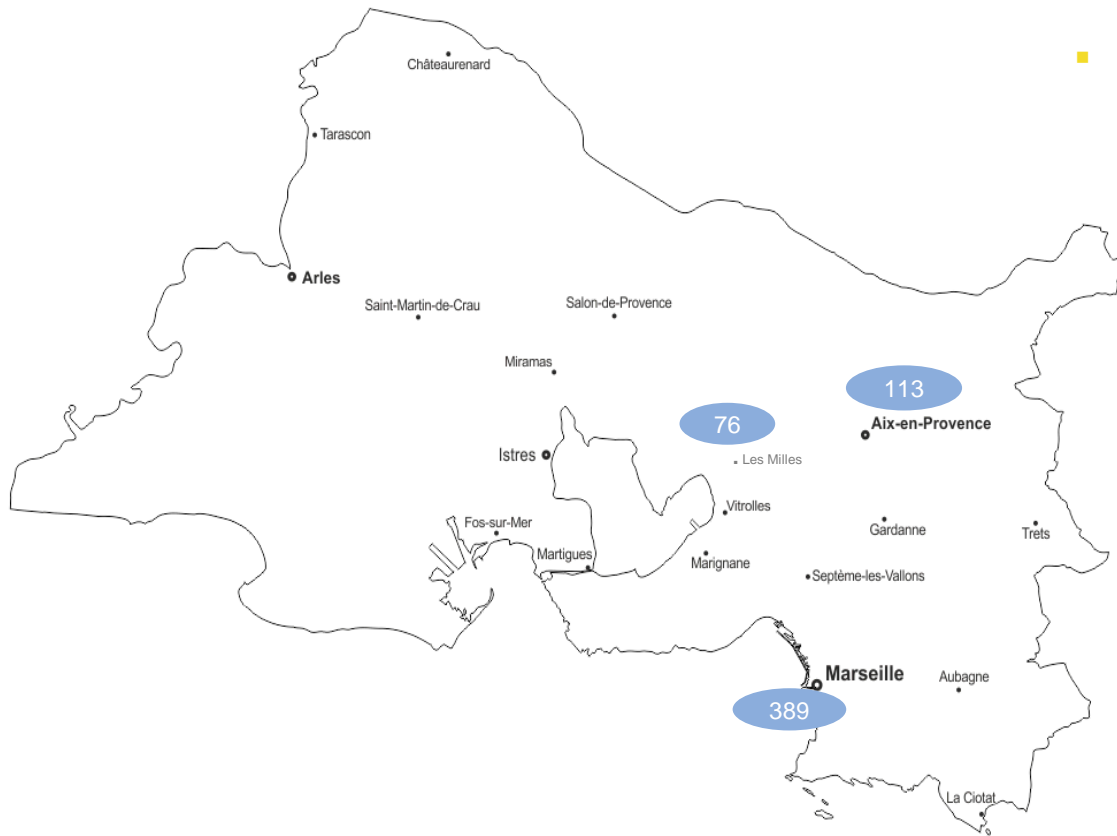 Châteaurenard
Tarascon
Arles
Saint-Martin-de-Crau
Salon-de-Provence
Miramas
113
76
Aix-en-Provence
Istres
Les Milles
Vitrolles
Fos-sur-Mer
Gardanne
Trets
Martigues
Marignane
Septème-les-Vallons
Marseille
Aubagne
389
La Ciotat